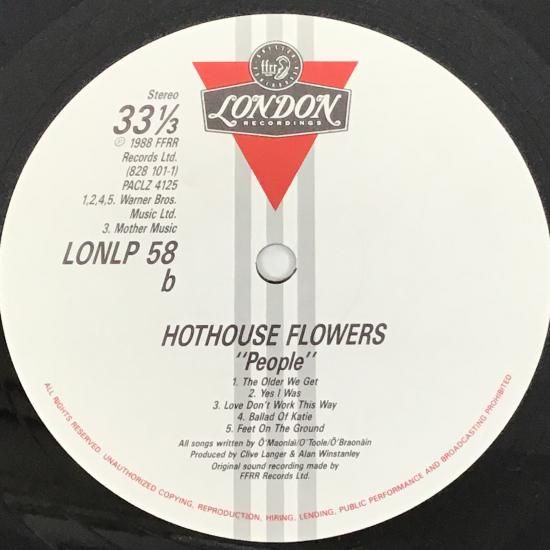 ffrr
LONDON
RECORDINGS
Stereo
33⅓
℗ 1988 FFRR
Records Ltd.
(828 101-1)
PACLZ 4125
1,2,4,5. Warner Bros.
Music Ltd.
3. Mother Music
LONLP 58
b
HOTHOUSE FLOWERS
"People"
1. The Older We Get
2. Yes I Was
3. Love Don't Work This Way
4. Ballad Of Katie
5. Feet On The Ground
All songs written by Ō'Maonlaì/O'Toole/Ō'Braonàin
Produced by Clive Langer & Alan Winstanley
Original sound recording made by
FFRR Records Ltd.
ALL RIGHTS RESERVED. UNAUTHORIZED COPYING, REPRODUCTION, HIRING, LENDING, PUBLIC PERFORMANCE AND BROADCASTING PROHIBITED